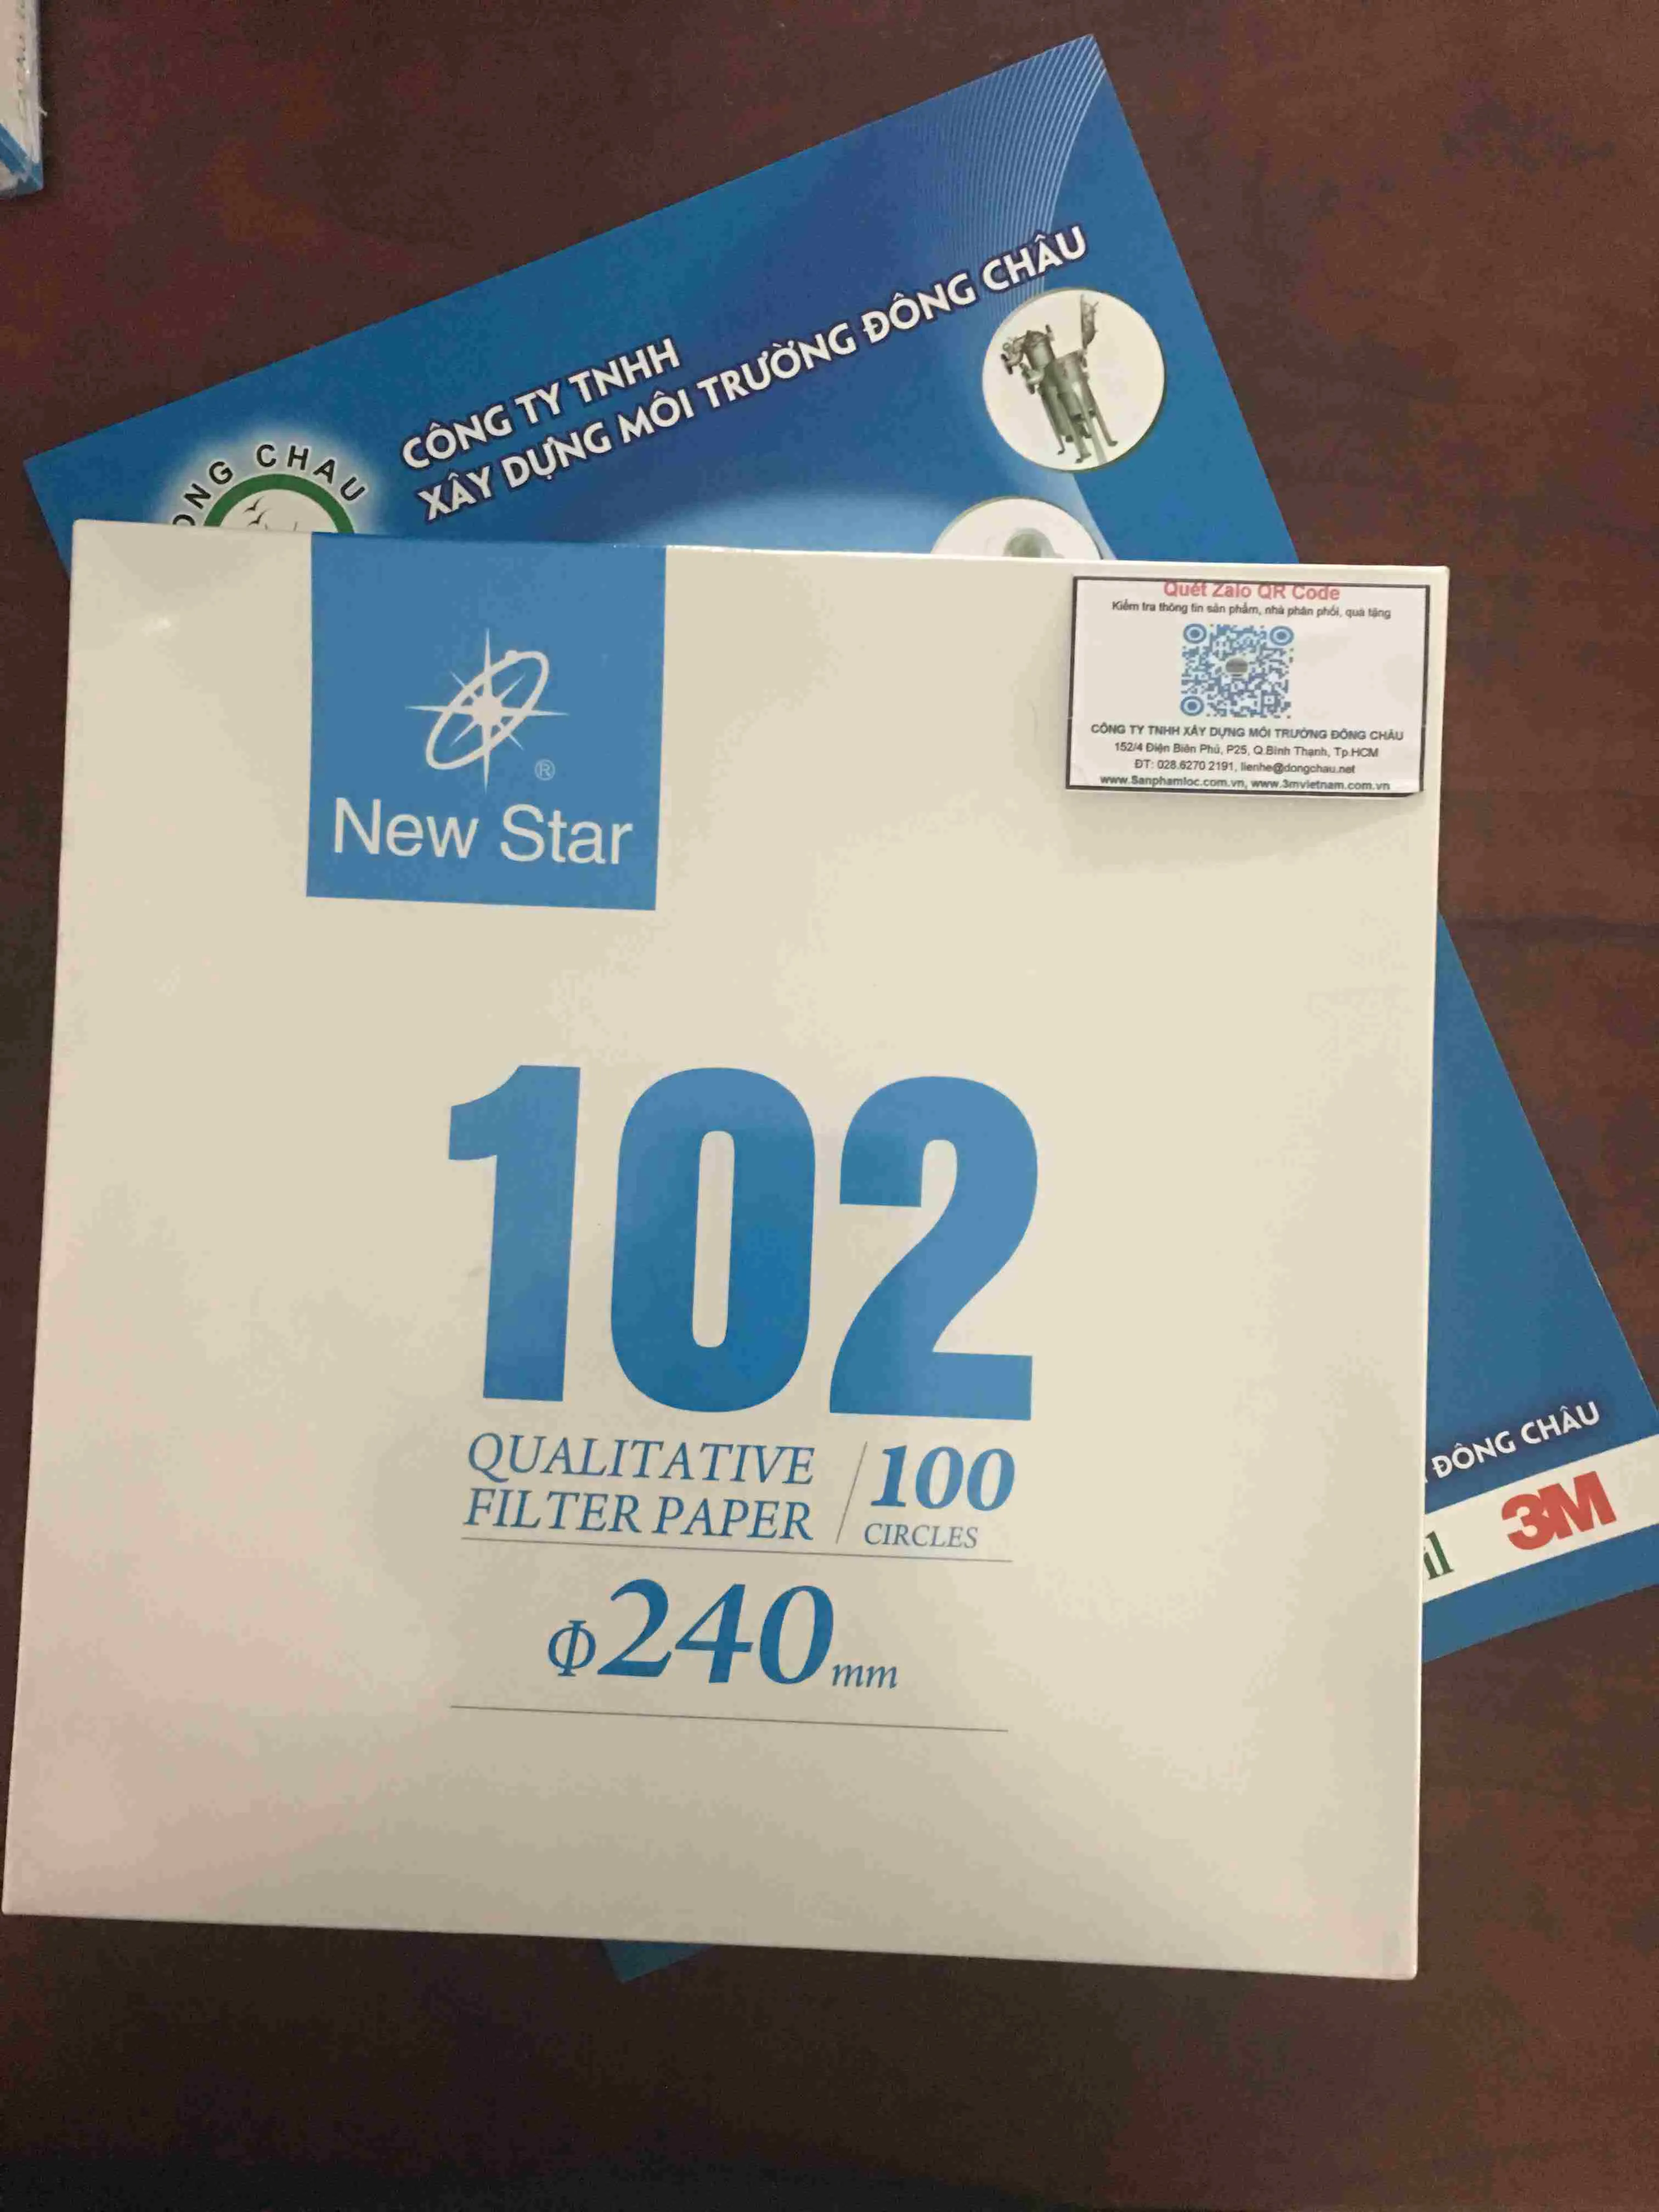 CÔNG TY TNHH
XÂY DỰNG MÔI TRƯỜNG ĐÔNG CHÂU
CHAU
Quét Zalo QR Code
Kiểm tra thông tin sản phẩm, nhà phân phối, quà tặng
CÔNG TY TNHH XÂY DỰNG MÔI TRƯỜNG ĐÔNG CHÂU
152/4 Điện Biên Phủ, P25, Q.Bình Thạnh, Tp.HCM
ĐT: 028.6270 2191, lienhe@dongchau.net
www.Sanphamloc.com.vn, www.3mvietnam.com.vn
®
New Star
102
QUALITATIVE
FILTER PAPER
100
CIRCLES
Φ240mm
ĐÔNG CHÂU
3M